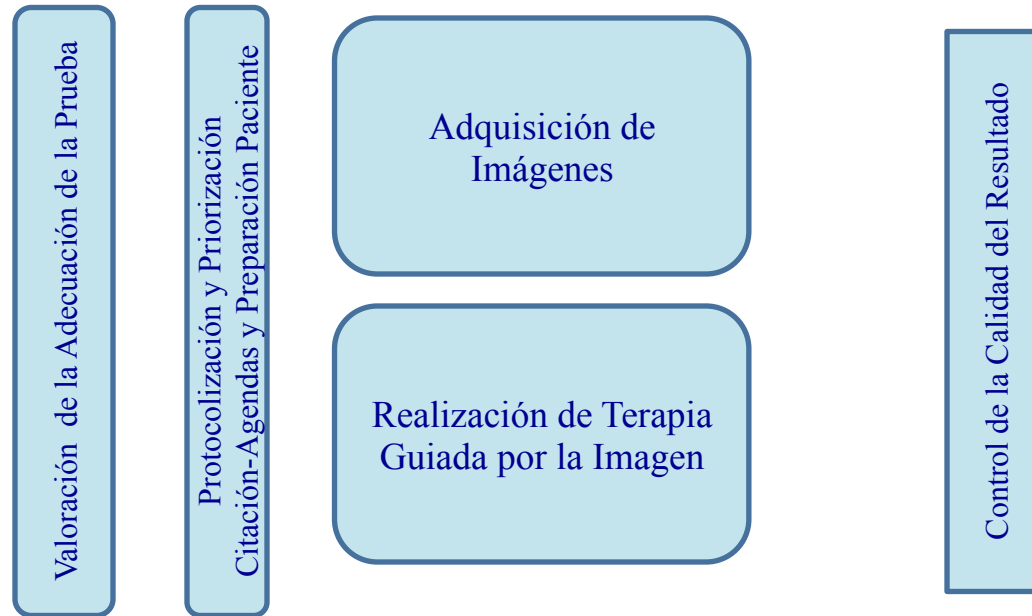 Valoración de la Adecuación de la Prueba
Protocolización y Priorización
Citación-Agendas y Preparación Paciente
Adquisición de
Imágenes
Realización de Terapia
Guiada por la Imagen
Control de la Calidad del Resultado